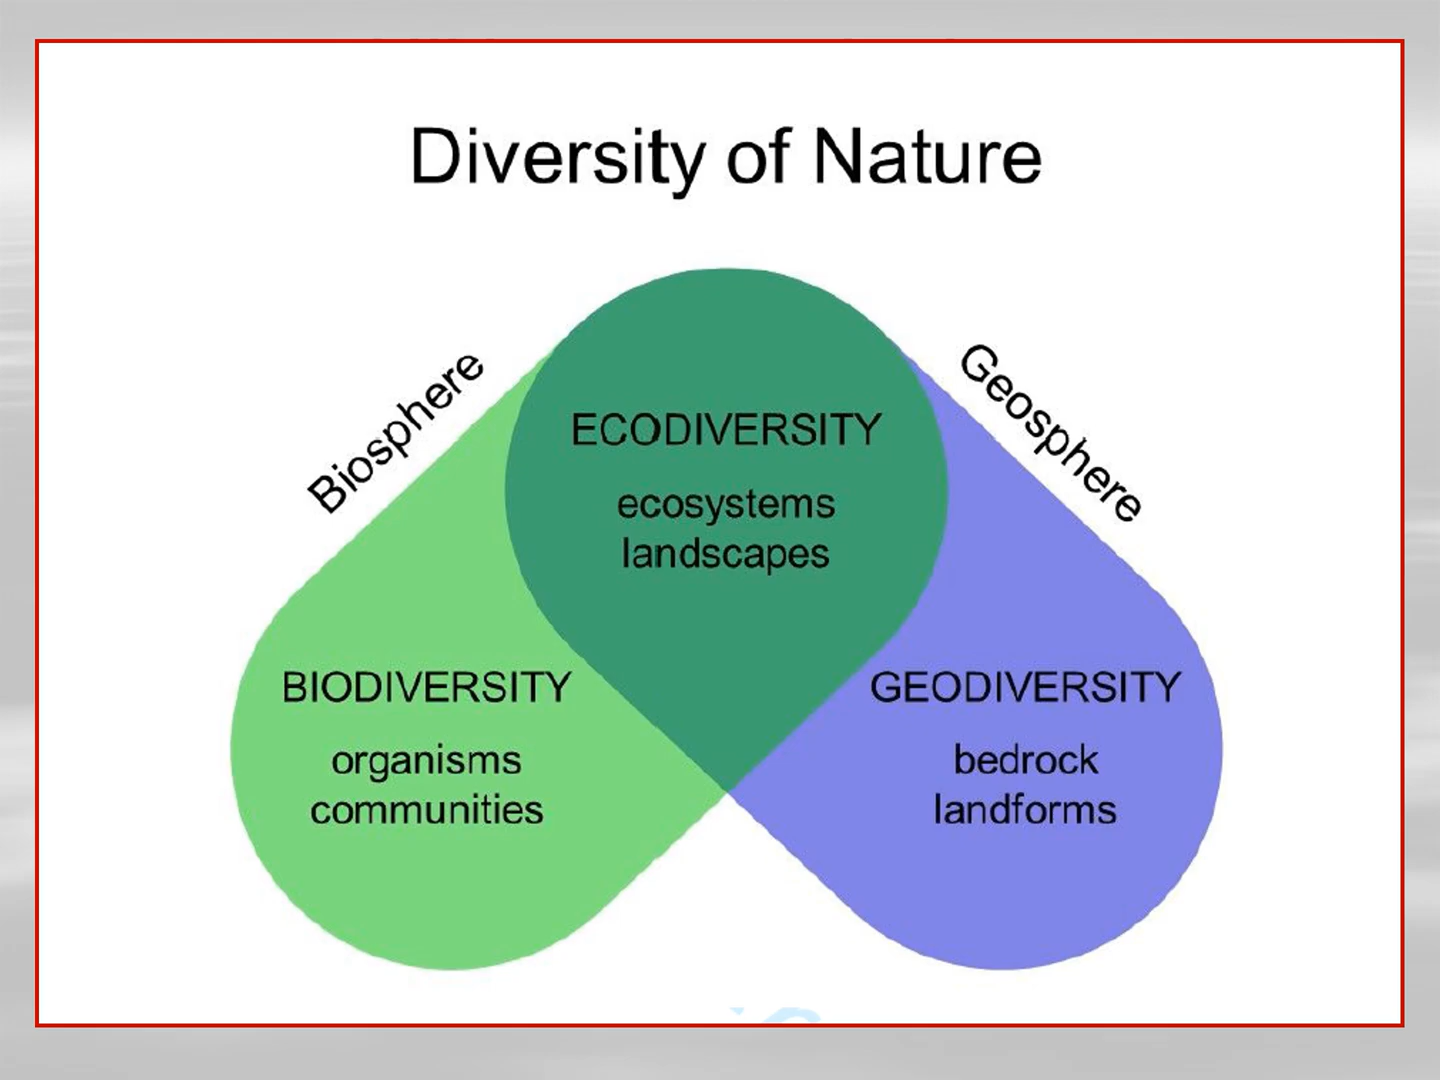 Diversity of Nature
Biosphere
Geosphere
ECODIVERSITY
ecosystems
landscapes
BIODIVERSITY
organisms
communities
GEODIVERSITY
bedrock
landforms